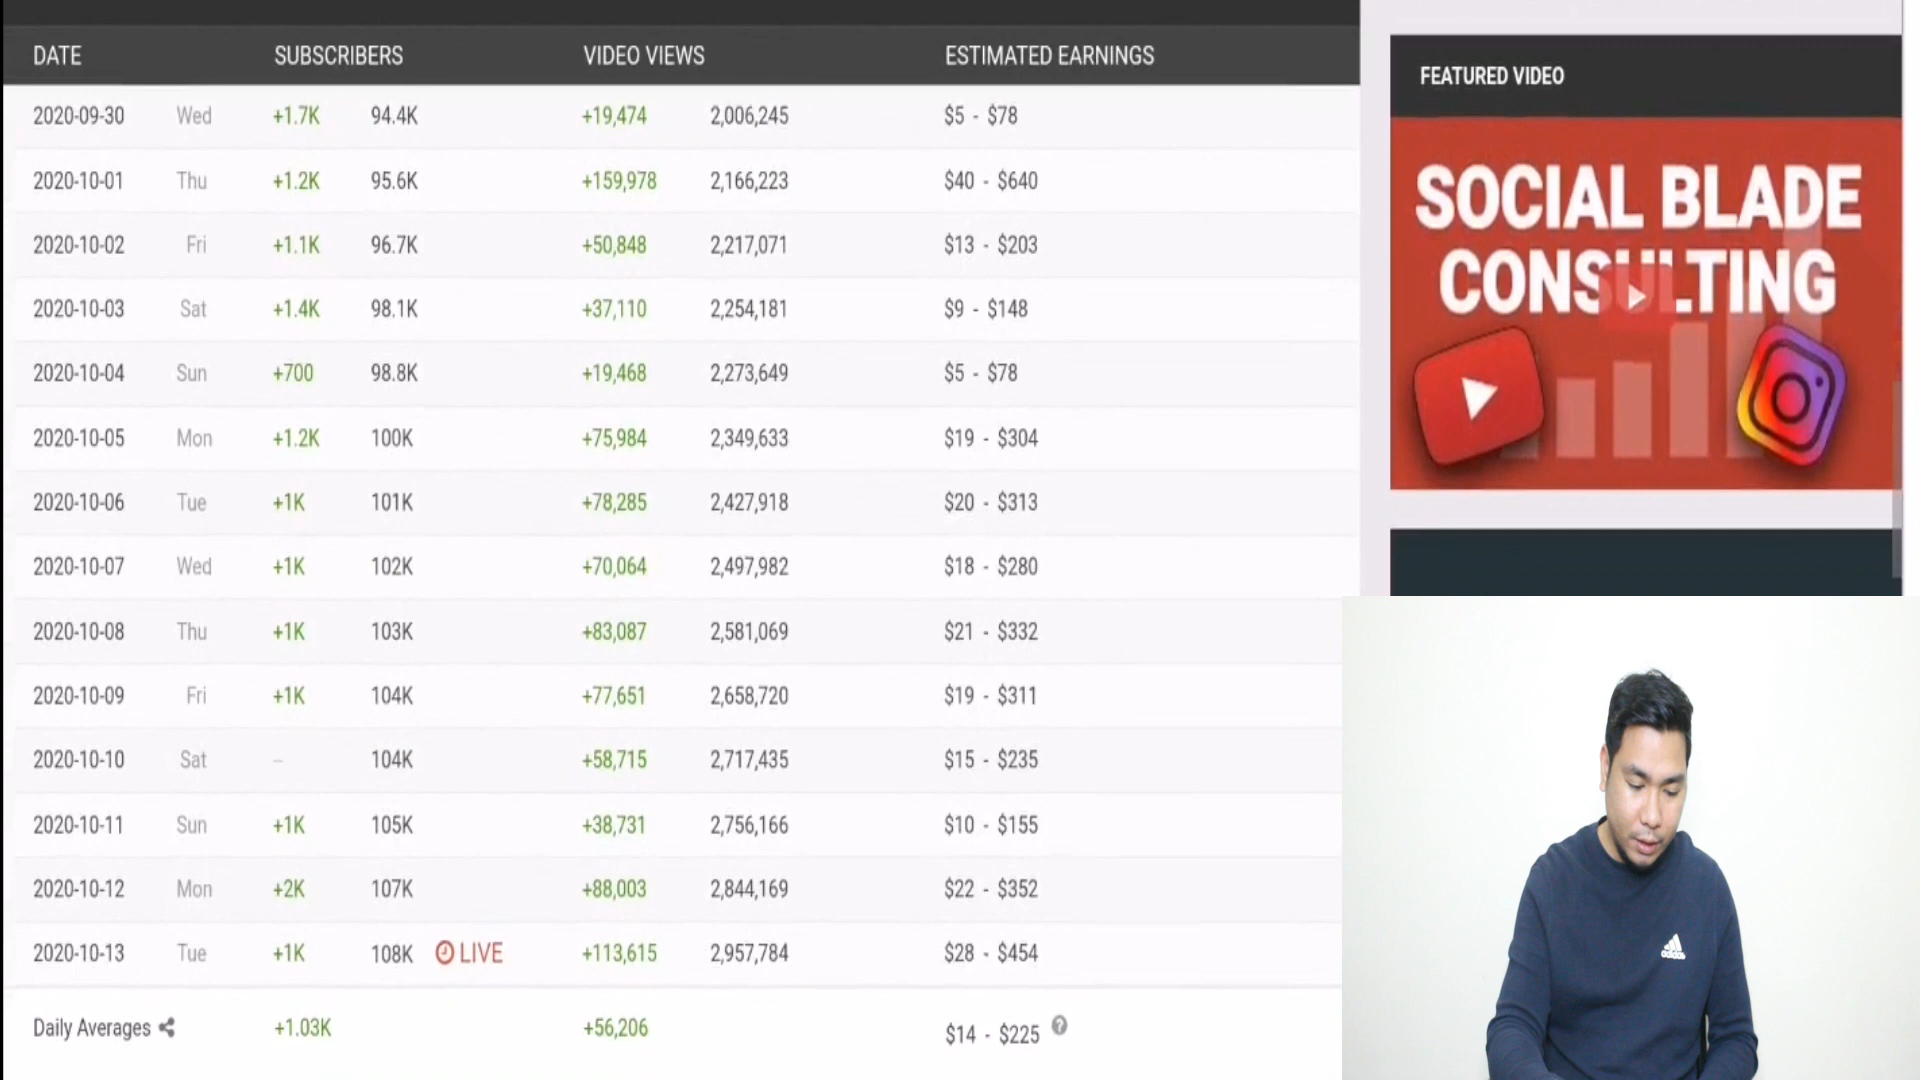 DATE SUBSCRIBERS VIDEO VIEWS ESTIMATED EARNINGS
2020-09-30 Wed +1.7K 94.4K +19,474 2,006,245 $5 - $78
2020-10-01 Thu +1.2K 95.6K +159,978 2,166,223 $40 - $640
2020-10-02 Fri +1.1K 96.7K +50,848 2,217,071 $13 - $203
2020-10-03 Sat +1.4K 98.1K +37,110 2,254,181 $9 - $148
2020-10-04 Sun +700 98.8K +19,468 2,273,649 $5 - $78
2020-10-05 Mon +1.2K 100K +75,984 2,349,633 $19 - $304
2020-10-06 Tue +1K 101K +78,285 2,427,918 $20 - $313
2020-10-07 Wed +1K 102K +70,064 2,497,982 $18 - $280
2020-10-08 Thu +1K 103K +83,087 2,581,069 $21 - $332
2020-10-09 Fri +1K 104K +77,651 2,658,720 $19 - $311
2020-10-10 Sat -- 104K +58,715 2,717,435 $15 - $235
2020-10-11 Sun +1K 105K +38,731 2,756,166 $10 - $155
2020-10-12 Mon +2K 107K +88,003 2,844,169 $22 - $352
2020-10-13 Tue +1K 108K LIVE +113,615 2,957,784 $28 - $454
Daily Averages +1.03K +56,206 $14 - $225 ?
FEATURED VIDEO
SOCIAL BLADE
CONSULTING
adidas